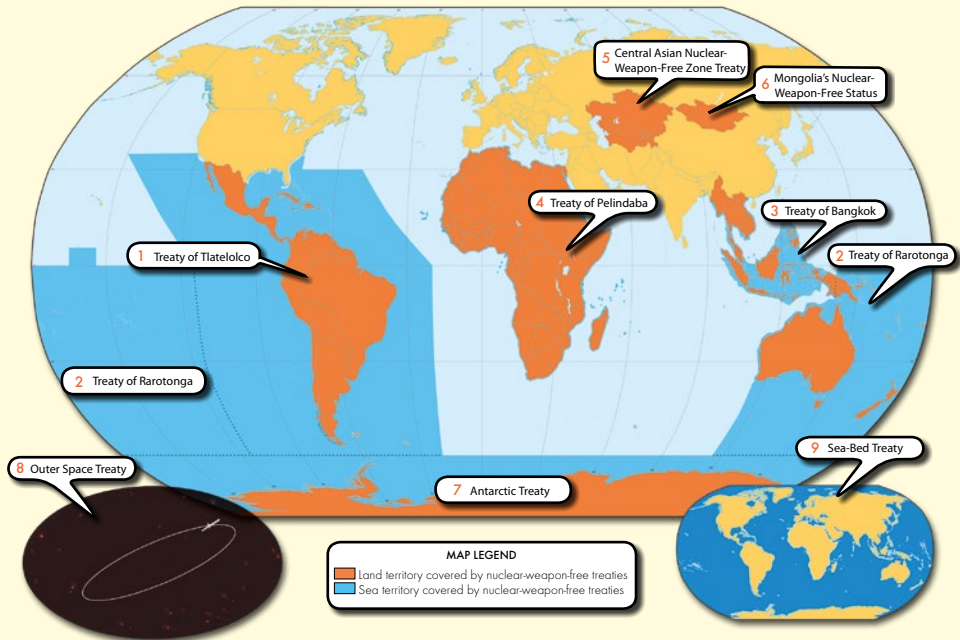 5 Central Asian Nuclear-
Weapon-Free Zone Treaty
6 Mongolia's Nuclear-
Weapon-Free Status
4 Treaty of Pelindaba
3 Treaty of Bangkok
1 Treaty of Tlatelolco
2 Treaty of Rarotonga
2 Treaty of Rarotonga
9 Sea-Bed Treaty
8 Outer Space Treaty
7 Antarctic Treaty
MAP LEGEND
Land territory covered by nuclear-weapon-free treaties
Sea territory covered by nuclear-weapon-free treaties